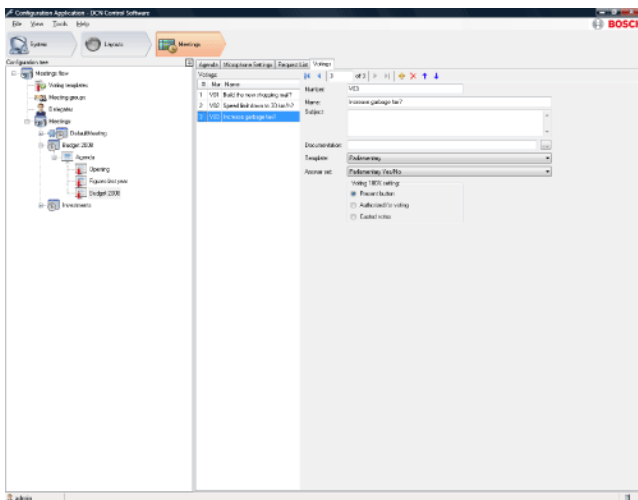 Configuration Application - DCN Control Software
File View Tools Help
System
Layouts
Meetings
BOSCH
Configuration tree
Meetings flow
Voting templates
Meeting groups
Delegates
Meetings
DefaultMeeting
Budget 2008
Agenda
Opening
Figures last year
Budget 2008
Investments
Agenda Microphone Settings Request List Votings
Votings
Name
1 V01 Build the new shopping mall?
2 V02 Speed limit down to 30 km/h?
3 V03 Increase garbage tax?
3 of 3
Number: V03
Name: Increase garbage tax?
Subject:
Documentation:
Template: Parliamentary
Answer set: Parliamentary Yes/No
Voting 100% setting:
Present button
Authorized for voting
Casted votes
admin